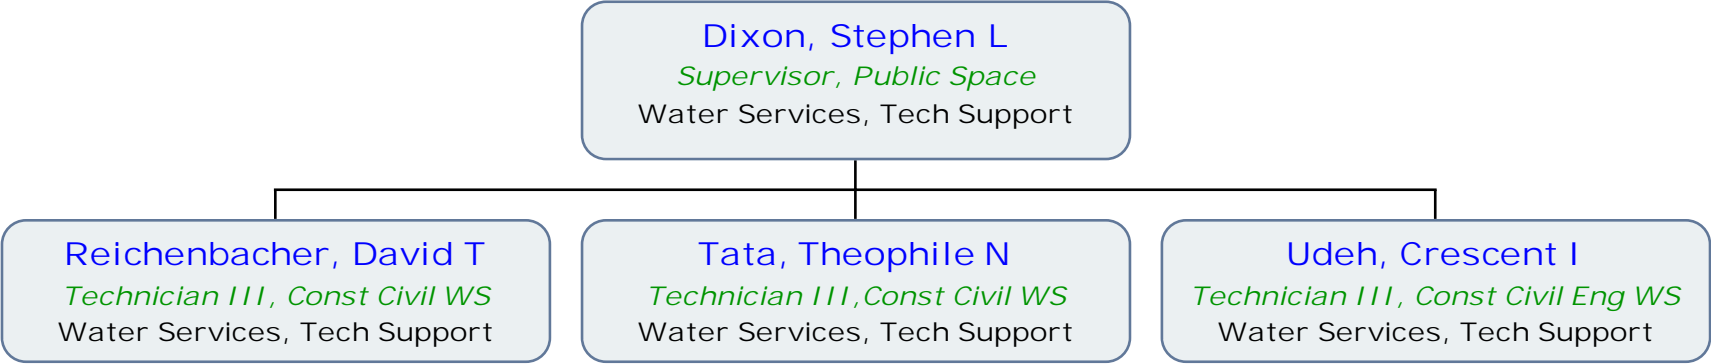 Dixon, Stephen L
Supervisor, Public Space
Water Services, Tech Support
Reichenbacher, David T
Technician III, Const Civil WS
Water Services, Tech Support
Tata, Theophile N
Technician III,Const Civil WS
Water Services, Tech Support
Udeh, Crescent I
Technician III, Const Civil Eng WS
Water Services, Tech Support